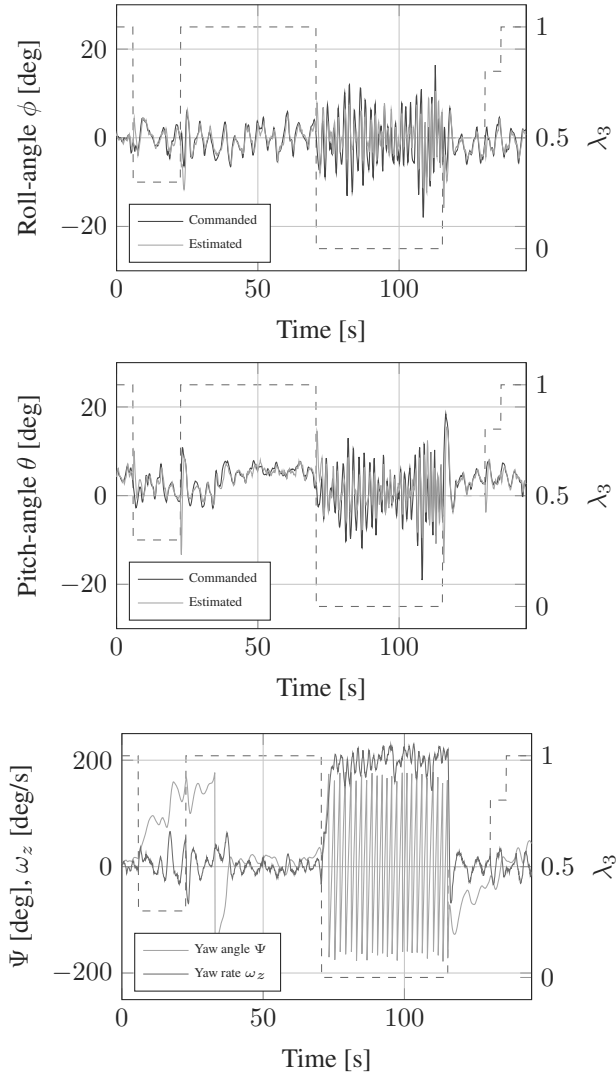 Roll-angle ϕ [deg]
20
0
−20
1
0.5
0
λ3
Commanded
Estimated
0 50 100
Time [s]
Pitch-angle θ [deg]
20
0
−20
1
0.5
0
λ3
Commanded
Estimated
0 50 100
Time [s]
Ψ [deg], ωz [deg/s]
200
0
−200
1
0.5
0
λ3
Yaw angle Ψ
Yaw rate ωz
0 50 100
Time [s]